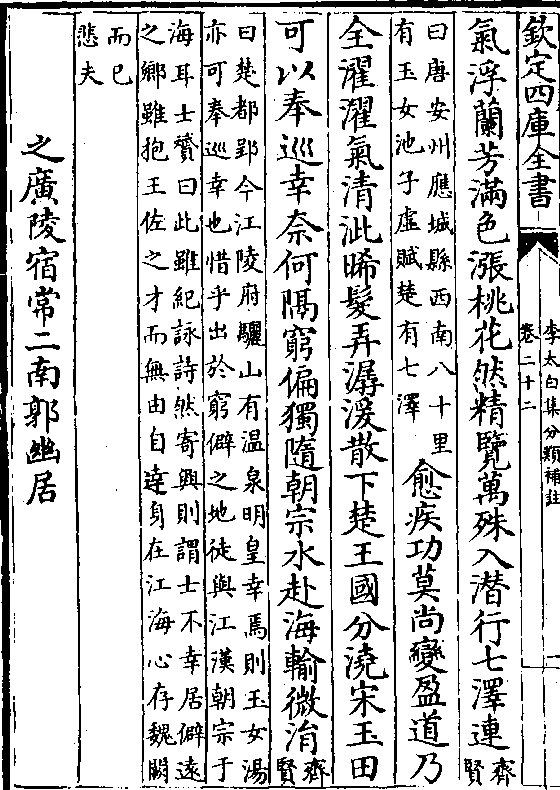 欽定四庫全書
李太白集分類補註
卷二十二
氣浮蘭芳滿色漲桃花然精覽萬殊入潜行七澤連齊賢
曰唐安州應城縣西南八十里
有玉女池子虛賦楚有七澤
愈疾功莫尚變盈道乃
全濯濯氣清沚晞髮弄潺湲散下楚王國分澆宋玉田
可以奉巡幸奈何隅窮偏獨隨朝宗水赴海輸微涓齊賢
曰楚都郢今江陵府驪山有温泉明皇幸焉則玉女湯
亦可奉巡幸也惜乎出於窮僻之地徒與江漢朝宗于
海耳士贇曰此雖紀詠詩然寄興則謂士不幸居僻遠
之鄉雖抱王佐之才而無由自達身在江海心存魏闕
而已
悲夫
之廣陵宿常二南郭幽居